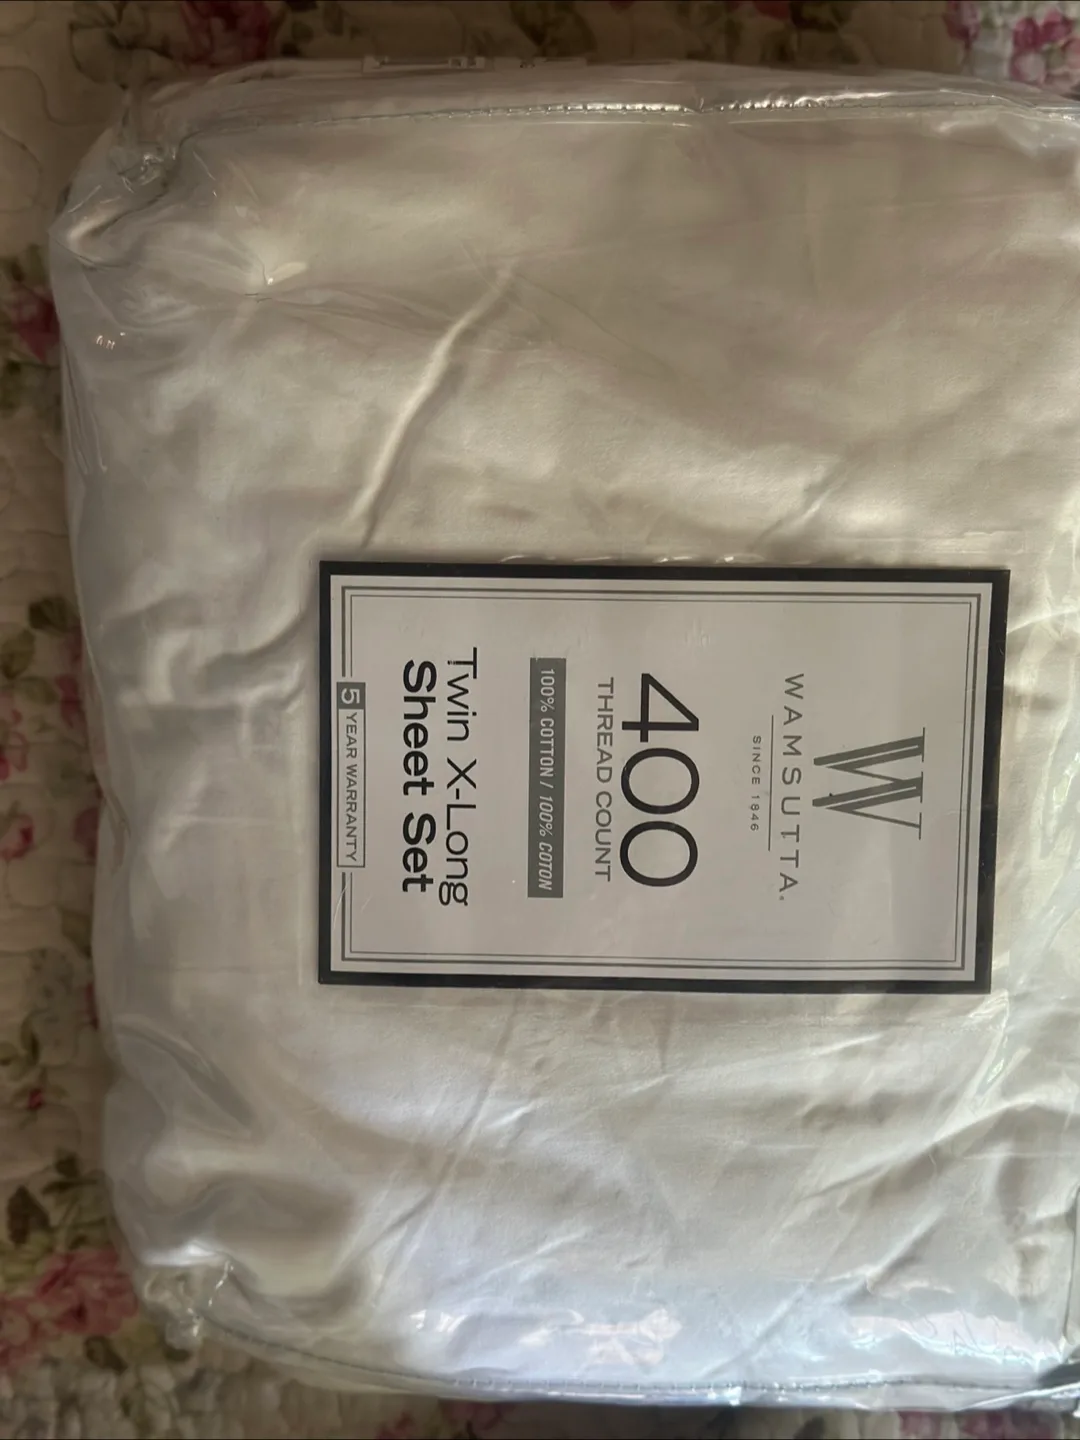 W
WAMSUTTA.
SINCE 1846
400
THREAD COUNT
100% COTTON / 100% COTON
Twin X-Long
Sheet Set
5 YEAR WARRANTY